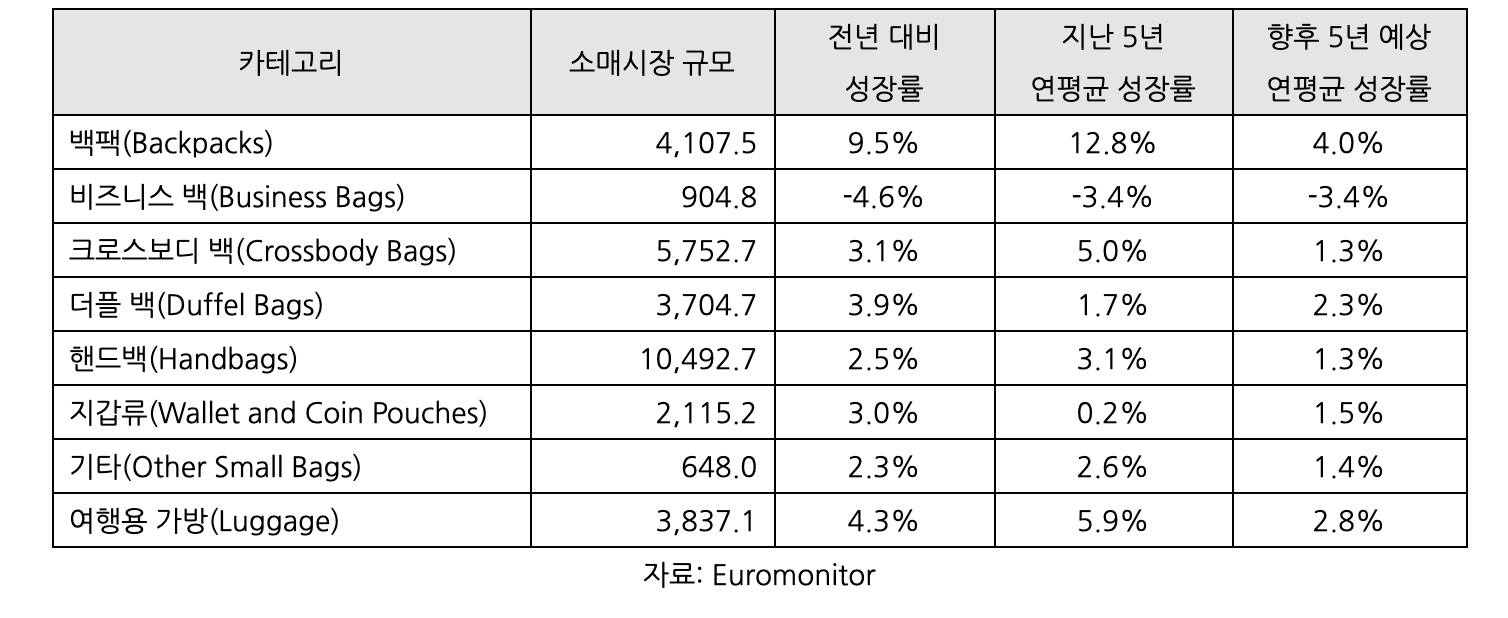 카테고리 소매시장 규모 전년 대비 성장률 지난 5년 연평균 성장률 향후 5년 예상 연평균 성장률
백팩(Backpacks) 4,107.5 9.5% 12.8% 4.0%
비즈니스 백(Business Bags) 904.8 -4.6% -3.4% -3.4%
크로스보디 백(Crossbody Bags) 5,752.7 3.1% 5.0% 1.3%
더플 백(Duffel Bags) 3,704.7 3.9% 1.7% 2.3%
핸드백(Handbags) 10,492.7 2.5% 3.1% 1.3%
지갑류(Wallet and Coin Pouches) 2,115.2 3.0% 0.2% 1.5%
기타(Other Small Bags) 648.0 2.3% 2.6% 1.4%
여행용 가방(Luggage) 3,837.1 4.3% 5.9% 2.8%
자료: Euromonitor